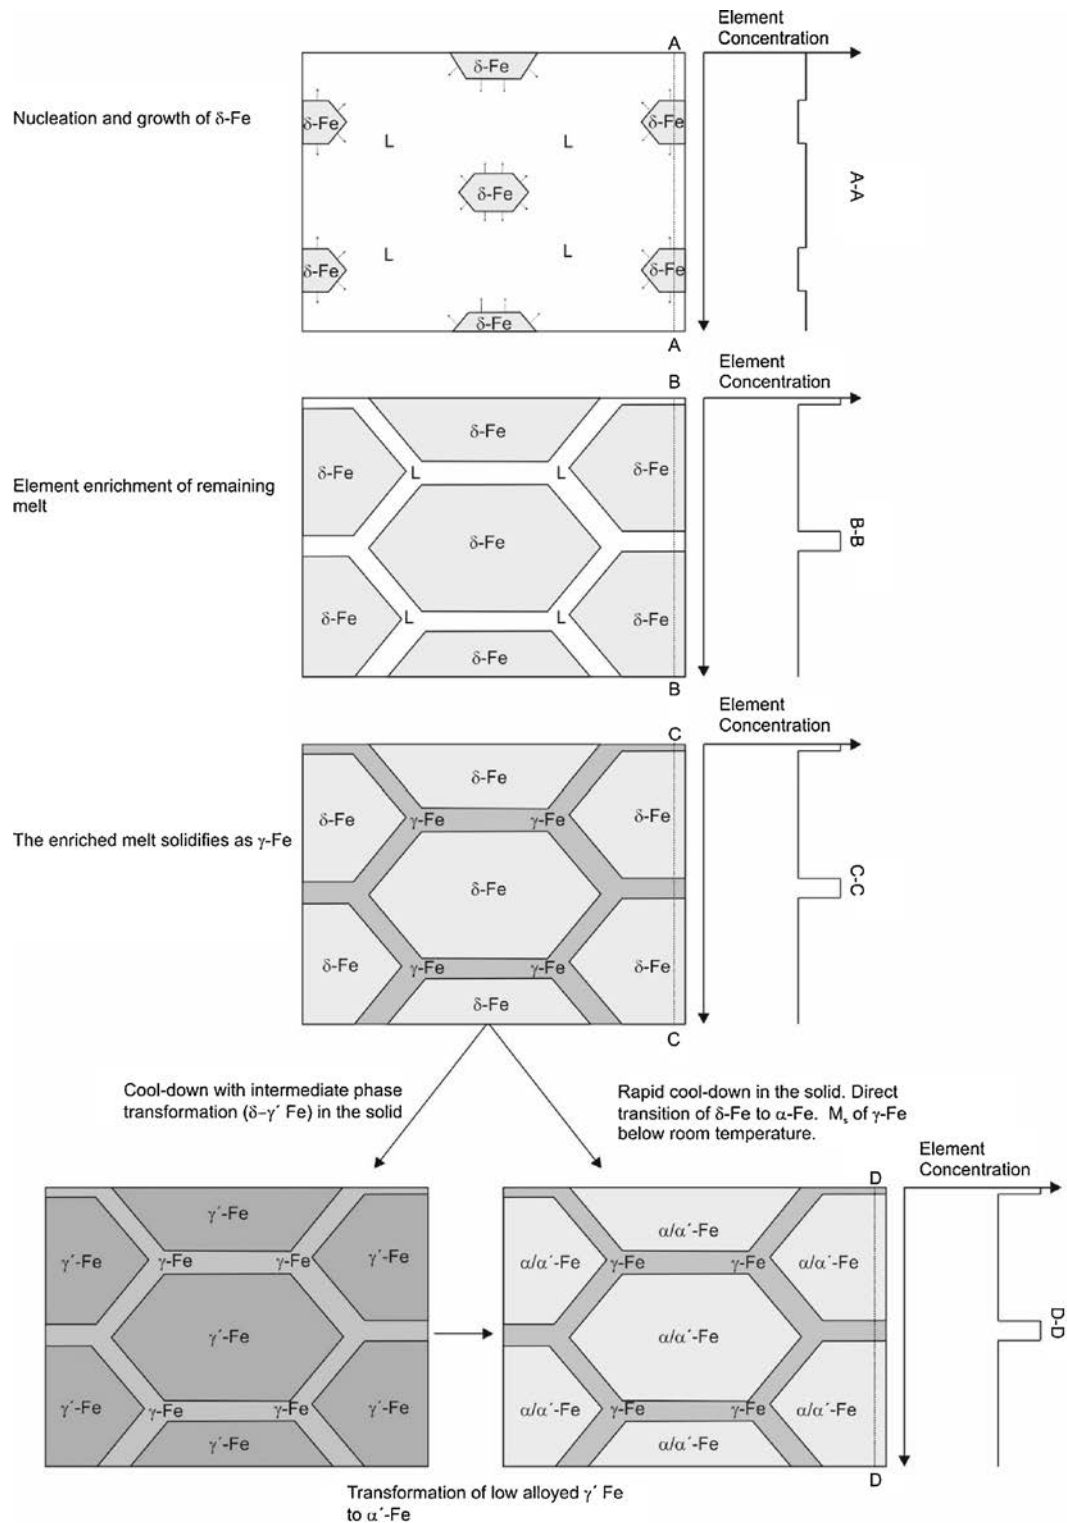 Element
Concentration
A
δ-Fe
Nucleation and growth of δ-Fe
δ-Fe
δ-Fe
L
L
A-A
δ-Fe
L
L
δ-Fe
δ-Fe
δ-Fe
A
Element
Concentration
B
δ-Fe
δ-Fe
L
L
δ-Fe
Element enrichment of remaining
melt
B-B
δ-Fe
δ-Fe
L
L
δ-Fe
δ-Fe
B
Element
Concentration
C
δ-Fe
δ-Fe
γ-Fe
γ-Fe
δ-Fe
The enriched melt solidifies as γ-Fe
C-C
δ-Fe
δ-Fe
γ-Fe
γ-Fe
δ-Fe
δ-Fe
C
Cool-down with intermediate phase
transformation (δ–γ´ Fe) in the solid
Rapid cool-down in the solid. Direct
transition of δ-Fe to α-Fe. Ms of γ-Fe
below room temperature.
Element
Concentration
γ´-Fe
γ´-Fe
γ-Fe
γ-Fe
γ´-Fe
γ´-Fe
γ´-Fe
γ-Fe
γ-Fe
γ´-Fe
γ´-Fe
D
α/α´-Fe
α/α´-Fe
γ-Fe
γ-Fe
α/α´-Fe
α/α´-Fe
D-D
α/α´-Fe
γ-Fe
γ-Fe
α/α´-Fe
α/α´-Fe
D
Transformation of low alloyed γ´ Fe
to α´-Fe